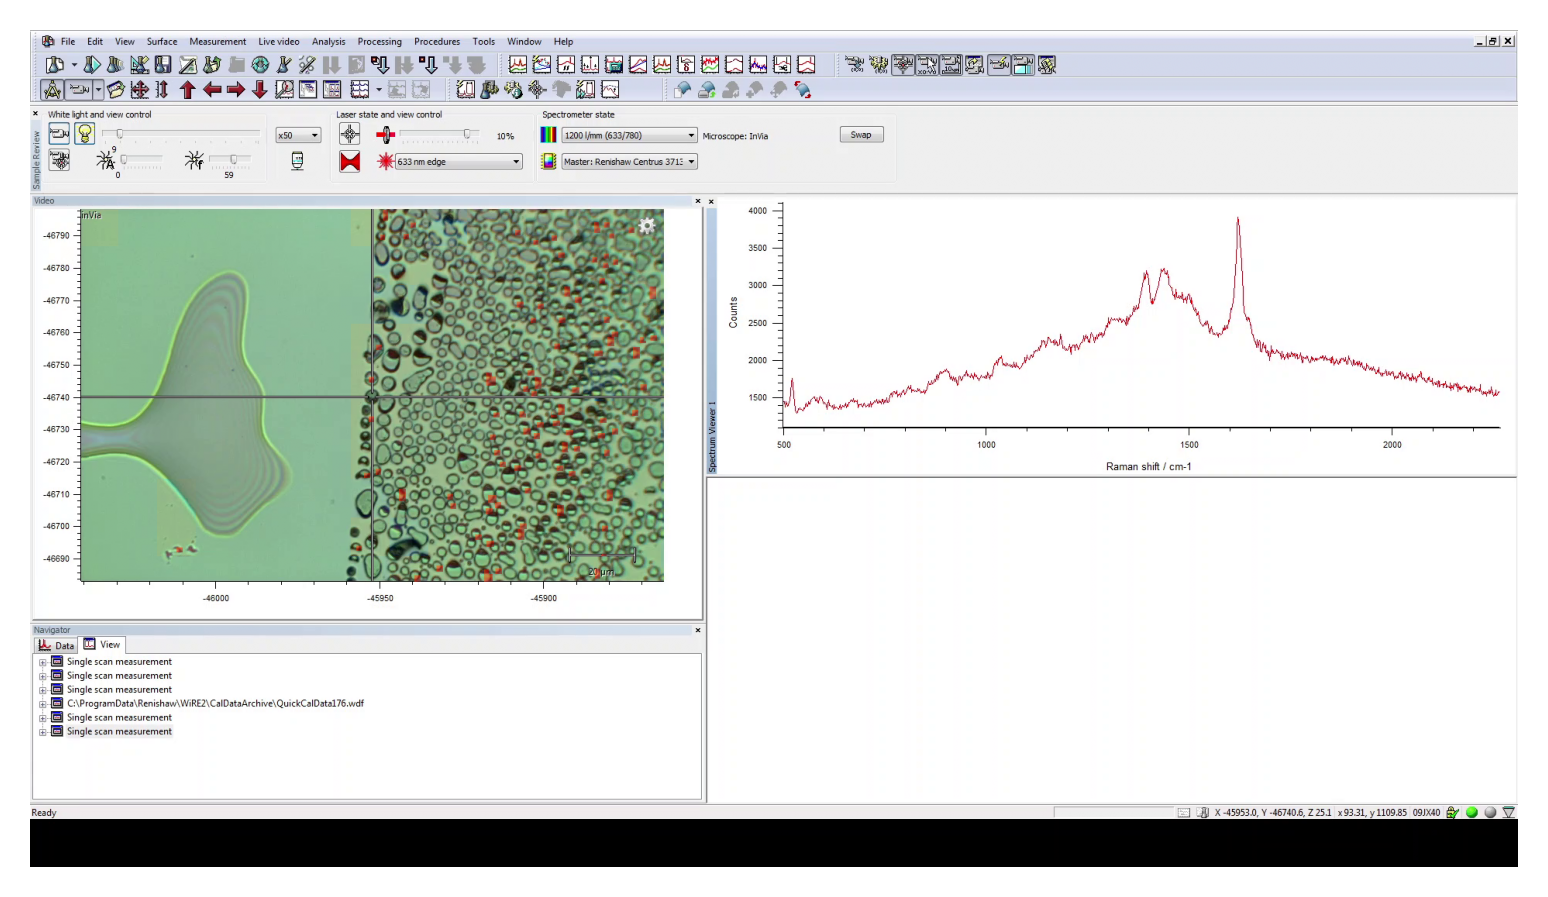 File Edit View Surface Measurement Live video Analysis Processing Procedures Tools Window Help
White light and view control
Laser state and view control
Spectrometer state
Sample Review
x50
10%
1200 l/mm (633/780)
Microscope: InVia
Swap
9
0
59
633 nm edge
Master: Renishaw Centrus 3713
Video
inVia
-46790
-46780
-46770
-46760
-46750
-46740
-46730
-46720
-46710
-46700
-46690
20 µm
-46000 -45950 -45900
Spectrum Viewer 1
Counts
4000
3500
3000
2500
2000
1500
500 1000 1500 2000
Raman shift / cm-1
Navigator
Data View
Single scan measurement
Single scan measurement
Single scan measurement
C:\ProgramData\Renishaw\WiRE2\CalDataArchive\QuickCalData176.wdf
Single scan measurement
Single scan measurement
Ready
X -45953.0, Y -46740.6, Z 25.1 x 93.31, y 1109.85 09JX40